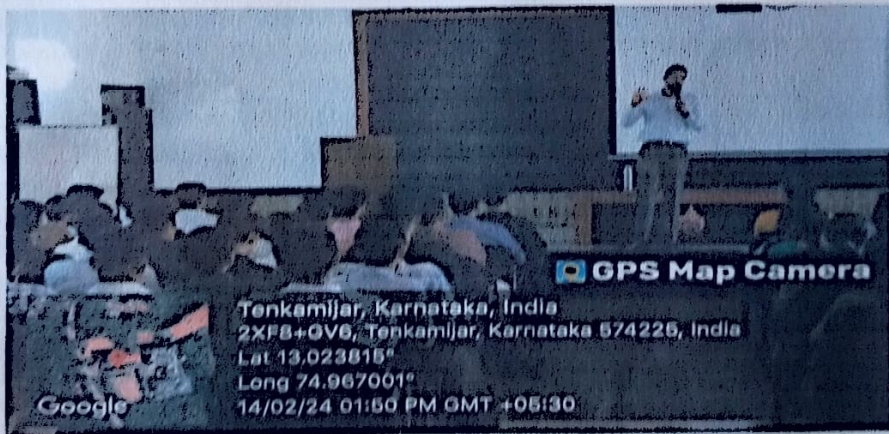 GPS Map Camera
Tenkamijar, Karnataka, India
2XF8+GV6, Tenkamijar, Karnataka 574225, India
Lat 13.023815°
Long 74.967001°
14/02/24 01:50 PM GMT +05:30
Google